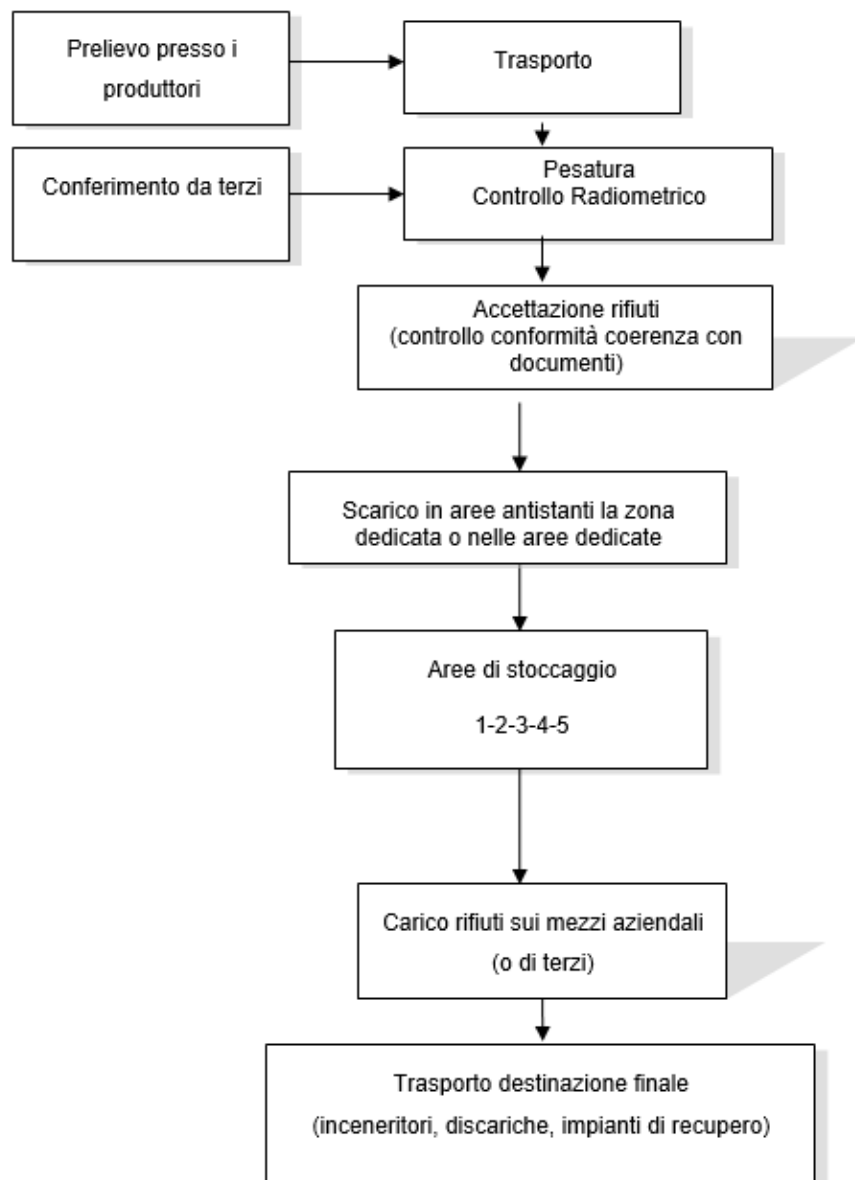 Prelievo presso i
produttori
Trasporto
Conferimento da terzi
Pesatura
Controllo Radiometrico
Accettazione rifiuti
(controllo conformità coerenza con
documenti)
Scarico in aree antistanti la zona
dedicata o nelle aree dedicate
Aree di stoccaggio
1-2-3-4-5
Carico rifiuti sui mezzi aziendali
(o di terzi)
Trasporto destinazione finale
(inceneritori, discariche, impianti di recupero)